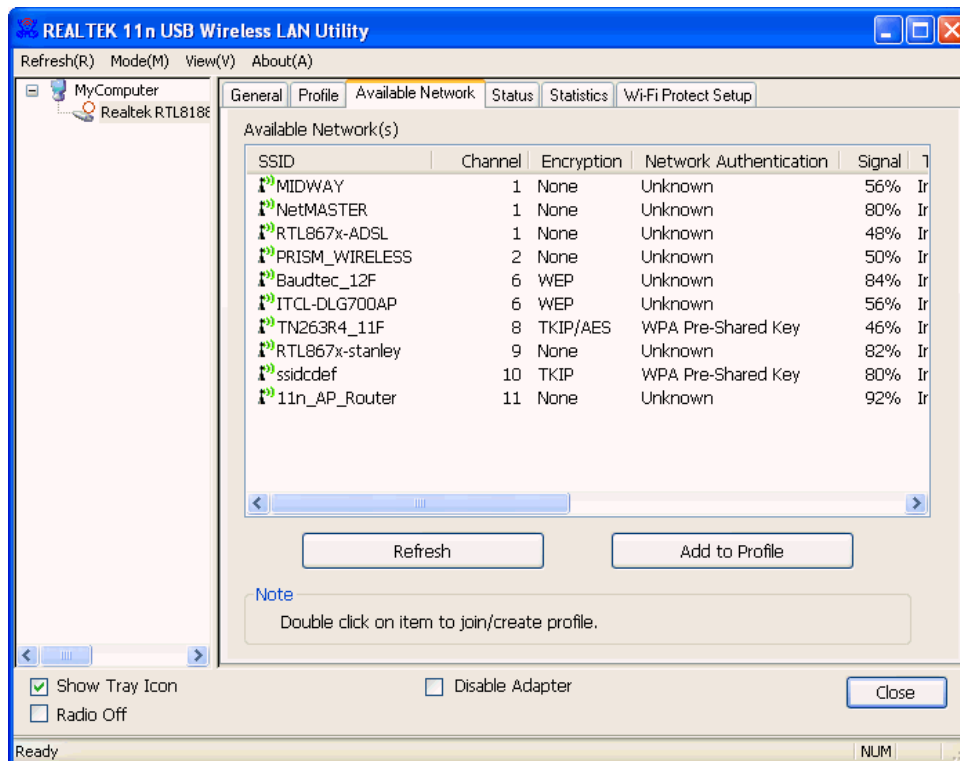 REALTEK 11n USB Wireless LAN Utility
Refresh(R) Mode(M) View(V) About(A)
MyComputer
Realtek RTL8188
General Profile Available Network Status Statistics Wi-Fi Protect Setup
Available Network(s)
SSID Channel Encryption Network Authentication Signal
MIDWAY 1 None Unknown 56%
NetMASTER 1 None Unknown 80%
RTL867x-ADSL 1 None Unknown 48%
PRISM_WIRELESS 2 None Unknown 50%
Baudtec_12F 6 WEP Unknown 84%
ITCL-DLG700AP 6 WEP Unknown 56%
TN263R4_11F 8 TKIP/AES WPA Pre-Shared Key 46%
RTL867x-stanley 9 None Unknown 82%
ssidcdef 10 TKIP WPA Pre-Shared Key 80%
11n_AP_Router 11 None Unknown 92%
Refresh Add to Profile
Note
Double click on item to join/create profile.
Show Tray Icon Disable Adapter Close
Radio Off
Ready NUM